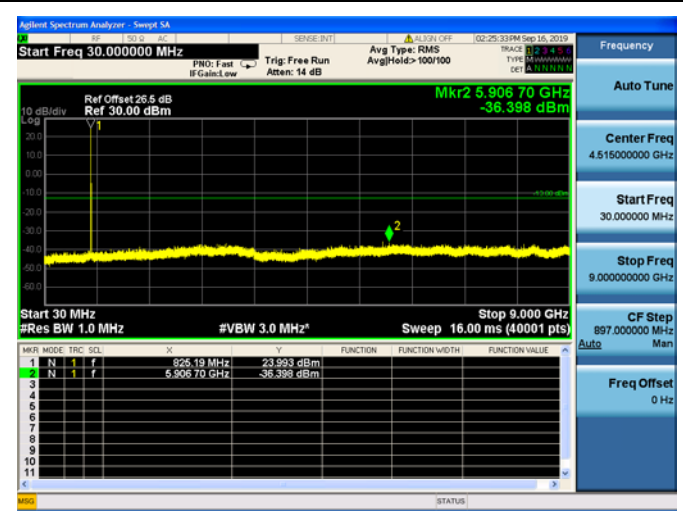 Agilent Spectrum Analyzer - Swept SA
RF 50 Ω AC SENSE:INT ALIGN OFF 02:25:33 PM Sep 16, 2019
Start Freq 30.000000 MHz
PNO: Fast
IFGain:Low
Trig: Free Run
Atten: 14 dB
Avg Type: RMS
Avg|Hold:> 100/100
TRACE 1 2 3 4 5 6
TYPE M
DET A N N N N N
Mkr2 5.906 70 GHz
-36.398 dBm
Ref Offset 26.5 dB
Ref 30.00 dBm
10 dB/div
Log
20.0
10.0
0.00
-10.0
-20.0
-30.0
-40.0
-50.0
-60.0
1
2
-13.00 dBm
Start 30 MHz
Stop 9.000 GHz
#Res BW 1.0 MHz
#VBW 3.0 MHz*
Sweep 16.00 ms (40001 pts)
MKR MODE TRC SCL X Y FUNCTION FUNCTION WIDTH FUNCTION VALUE
1 N 1 f 825.19 MHz 23.993 dBm
2 N 1 f 5.906 70 GHz -36.398 dBm
3
4
5
6
7
8
9
10
11
MSG
STATUS
Frequency
Auto Tune
Center Freq
4.515000000 GHz
Start Freq
30.000000 MHz
Stop Freq
9.000000000 GHz
CF Step
897.000000 MHz
Auto Man
Freq Offset
0 Hz